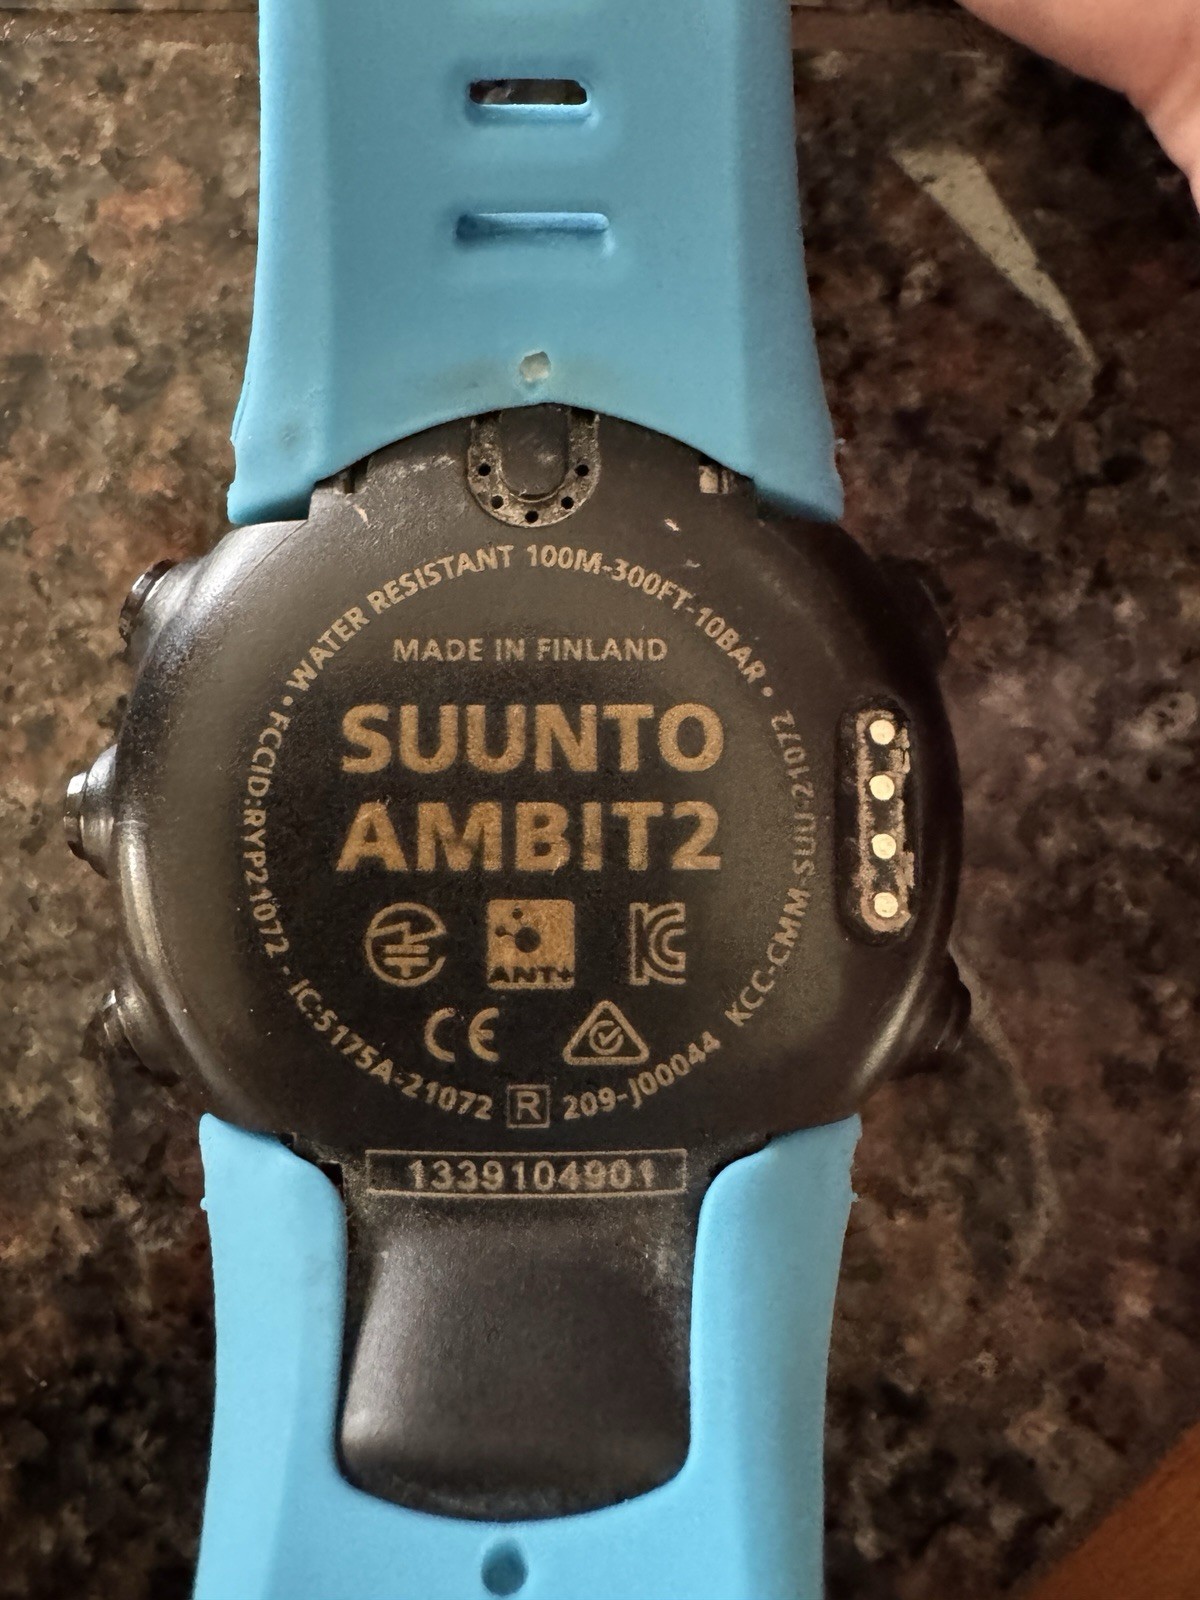 • WATER RESISTANT 100M-300FT-10BAR •
MADE IN FINLAND
SUUNTO
AMBIT2
ANT+
CE
FCCID:RYP21072 - IC:5175A-21072 R 209-J00044 KCC-CMM-SUU-21072
1339104901